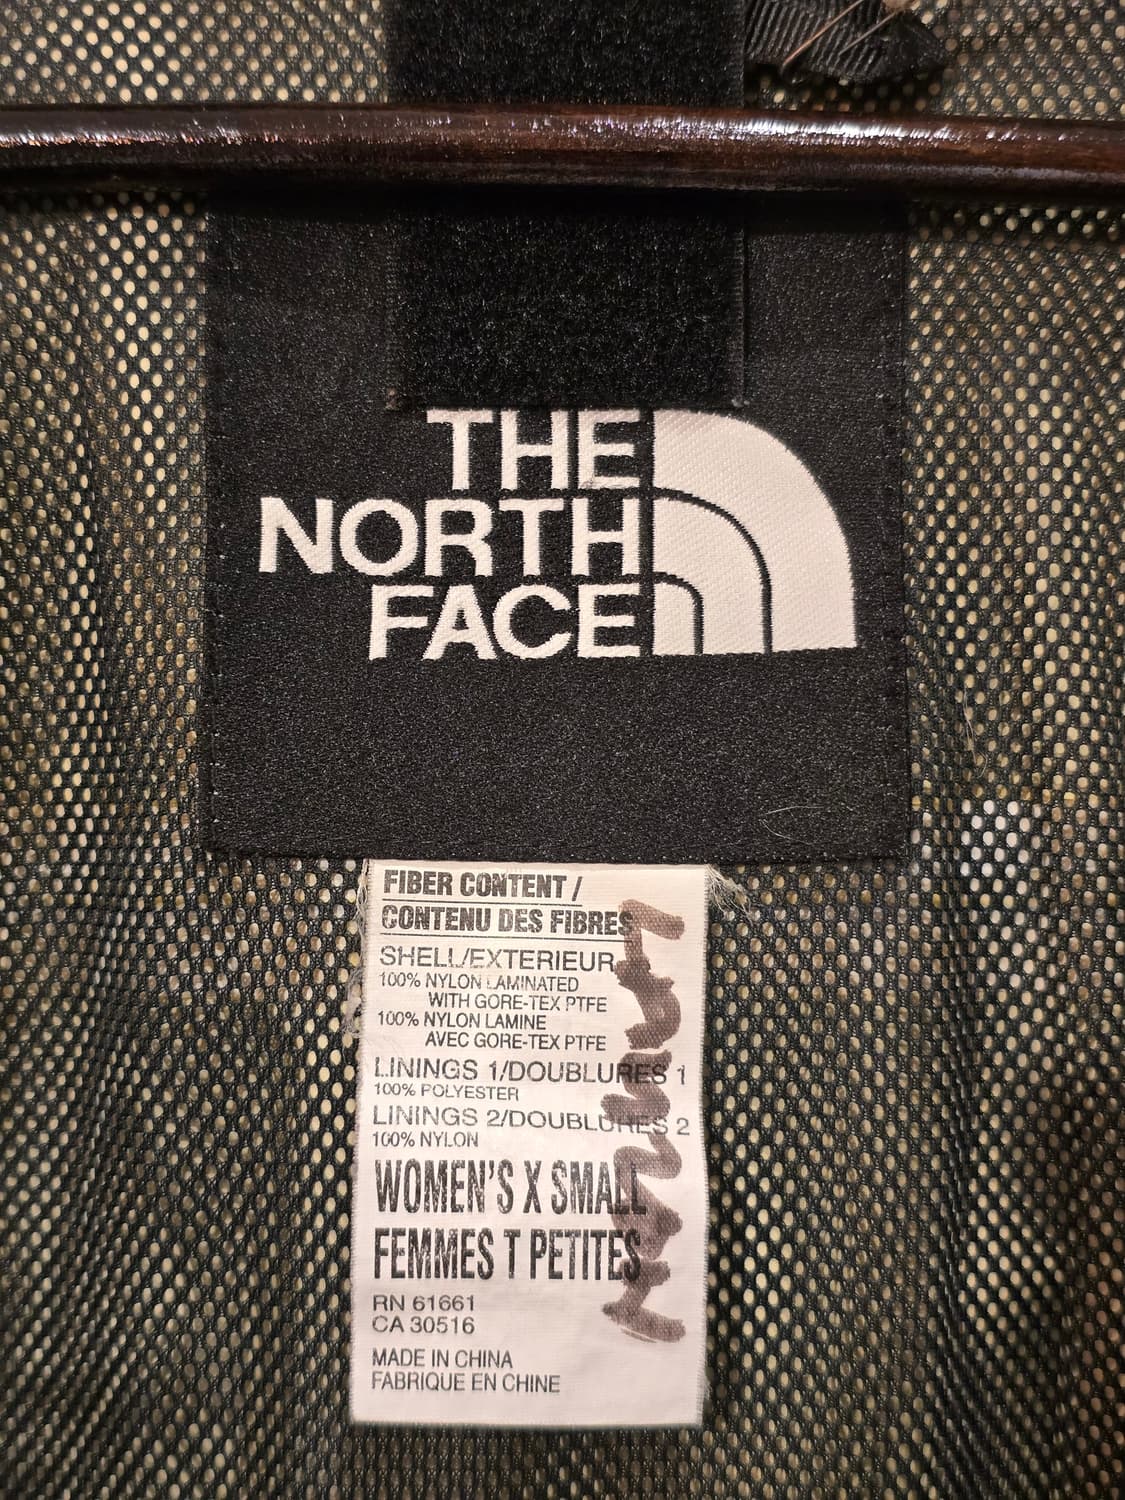 THE
NORTH
FACE
FIBER CONTENT /
CONTENU DES FIBRES
SHELL/EXTERIEUR
100% NYLON LAMINATED
WITH GORE-TEX PTFE
100% NYLON LAMINE
AVEC GORE-TEX PTFE
LININGS 1/DOUBLURES 1
100% POLYESTER
LININGS 2/DOUBLURES 2
100% NYLON
WOMEN'S X SMALL
FEMMES T PETITES
RN 61661
CA 30516
MADE IN CHINA
FABRIQUE EN CHINE